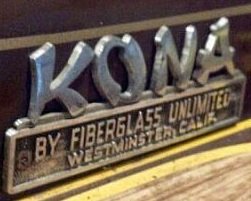 KONA
BY FIBERGLASS UNLIMITED
WESTMINSTER, CALIF.